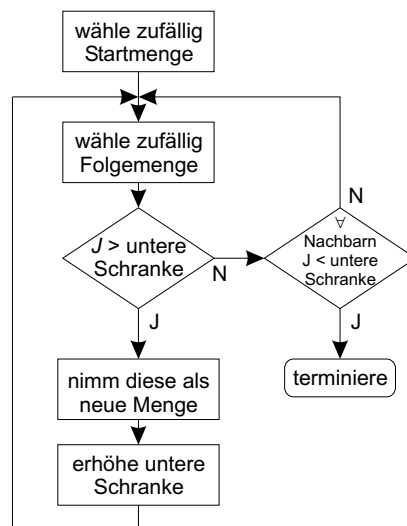 wähle zufällig
Startmenge
wähle zufällig
Folgemenge
J > untere
Schranke
N
J
N
∀
Nachbarn
J < untere
Schranke
J
terminiere
nimm diese als
neue Menge
erhöhe untere
Schranke